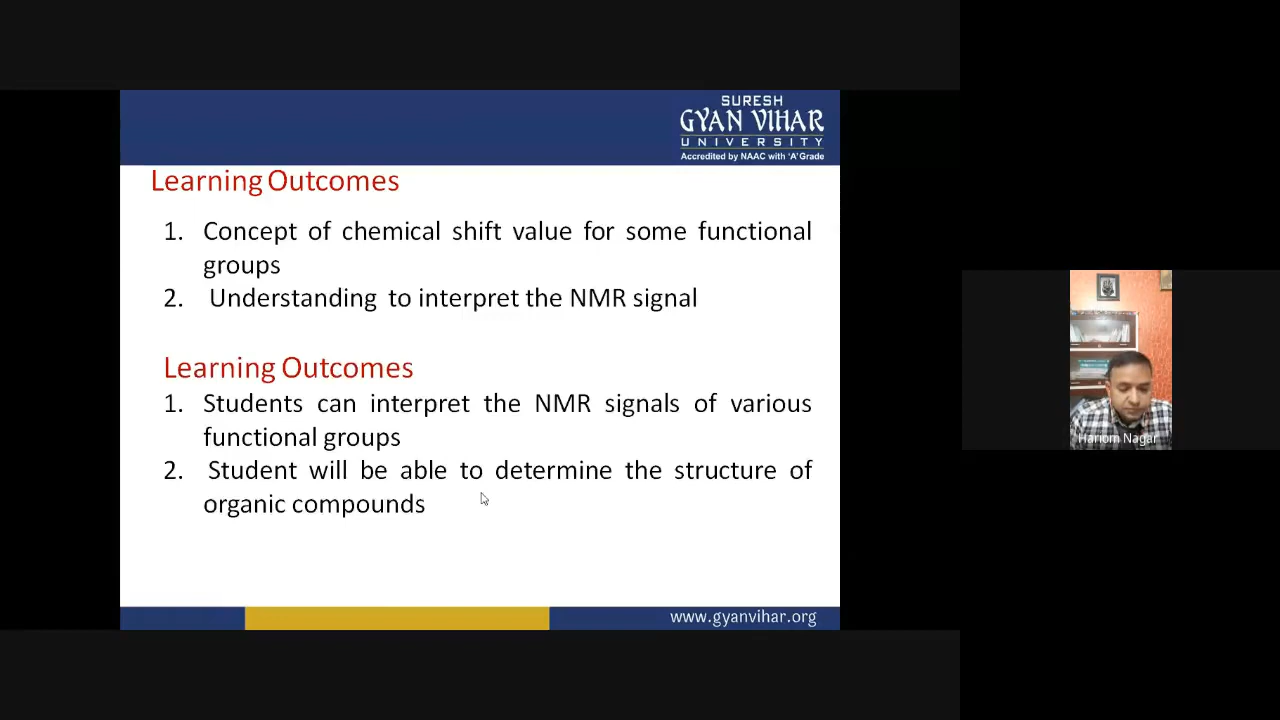 SURESH
GYAN VIHAR
UNIVERSITY
Accredited by NAAC with 'A' Grade
Learning Outcomes
1. Concept of chemical shift value for some functional
groups
2. Understanding to interpret the NMR signal
Learning Outcomes
1. Students can interpret the NMR signals of various
functional groups
2. Student will be able to determine the structure of
organic compounds
www.gyanvihar.org
Hariom Nagar